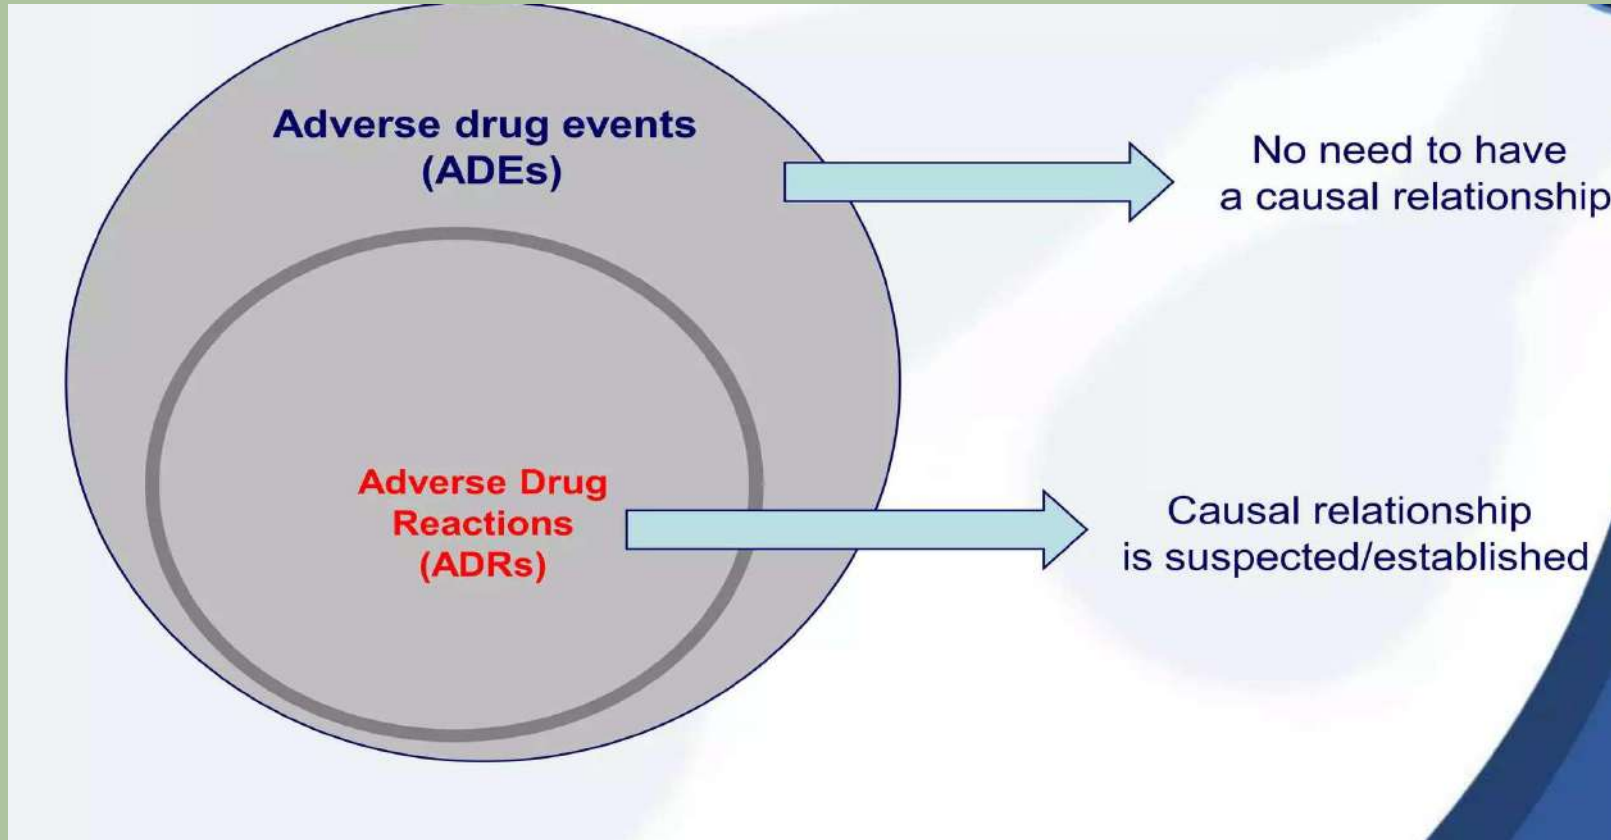 Adverse drug events
(ADEs)
No need to have
a causal relationship
Adverse Drug
Reactions
(ADRs)
Causal relationship
is suspected/established